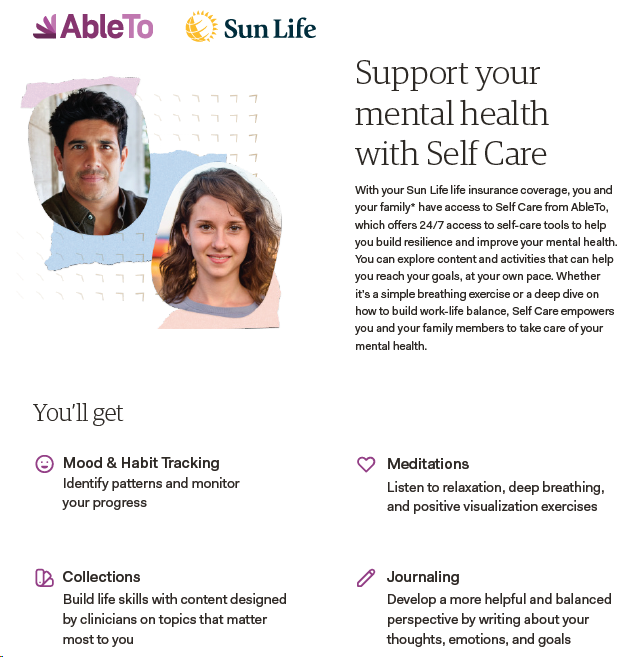 AbleTo
Sun Life
Support your
mental health
with Self Care
With your Sun Life life insurance coverage, you and
your family* have access to Self Care from AbleTo,
which offers 24/7 access to self-care tools to help
you build resilience and improve your mental health.
You can explore content and activities that can help
you reach your goals, at your own pace. Whether
it's a simple breathing exercise or a deep dive on
how to build work-life balance, Self Care empowers
you and your family members to take care of your
mental health.
You'll get
Mood & Habit Tracking
Identify patterns and monitor
your progress
Meditations
Listen to relaxation, deep breathing,
and positive visualization exercises
Collections
Build life skills with content designed
by clinicians on topics that matter
most to you
Journaling
Develop a more helpful and balanced
perspective by writing about your
thoughts, emotions, and goals